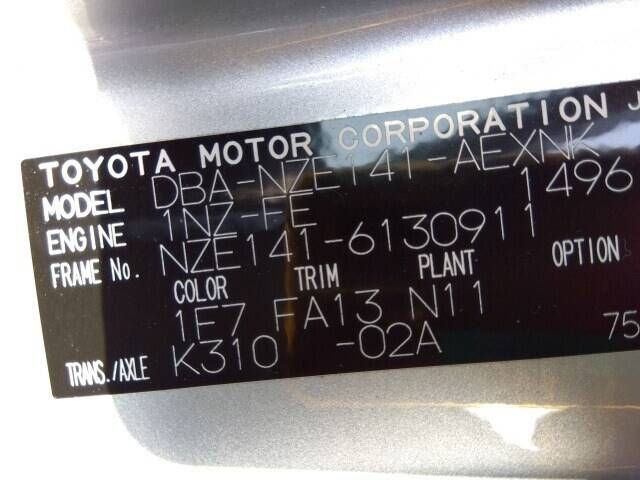 TOYOTA MOTOR CORPORATION J
MODEL DBA-NZE141-AEXNK
ENGINE 1NZ-FE 1496
FRAME No. NZE141-6130911
COLOR TRIM PLANT OPTION
1E7 FA13 N11
TRANS./AXLE K310 -02A 75